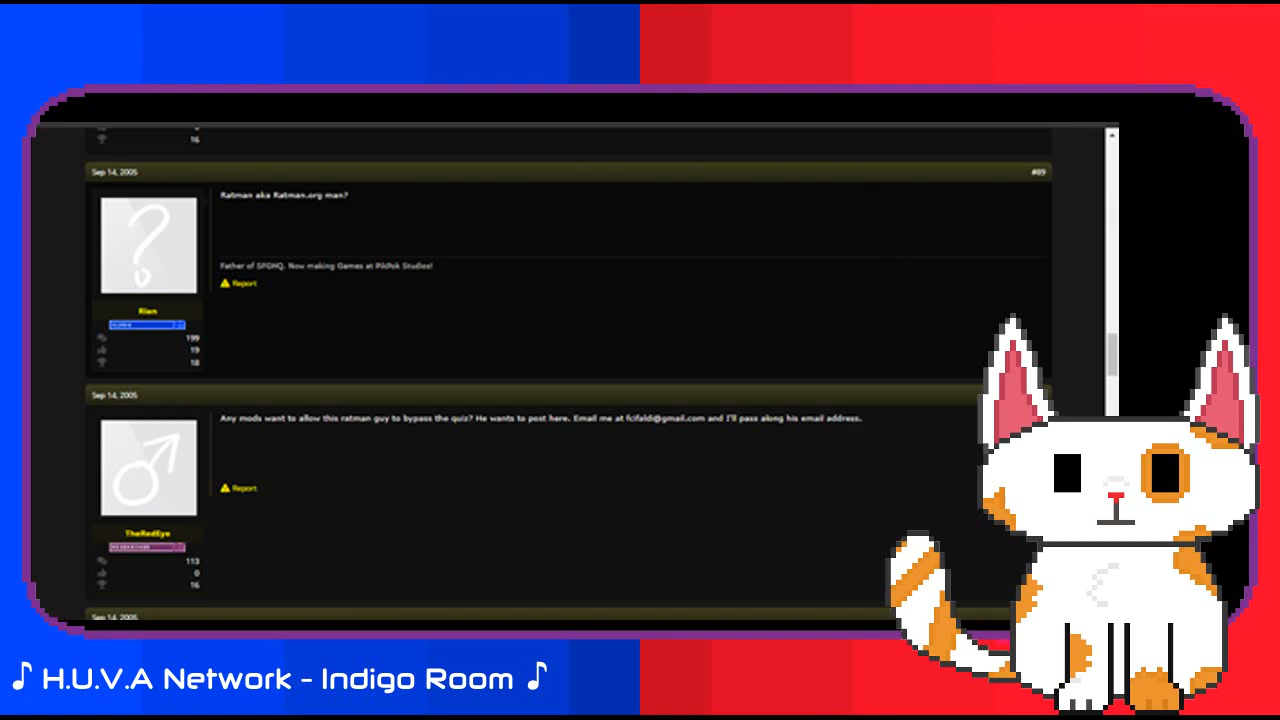 16
Sep 14, 2005
#89
Ratman aka Ratman.org man?
Father of SFGHQ. Now making Games at PikPok Studios!
Report
Rlan
199
19
18
Sep 14, 2005
Any mods want to allow this ratman guy to bypass the quiz? He wants to post here. Email me at fcifaldi@gmail.com and I'll pass along his email address.
Report
TheRedEye
113
0
16
Sep 14, 2005
♪ H.U.V.A Network - Indigo Room ♪